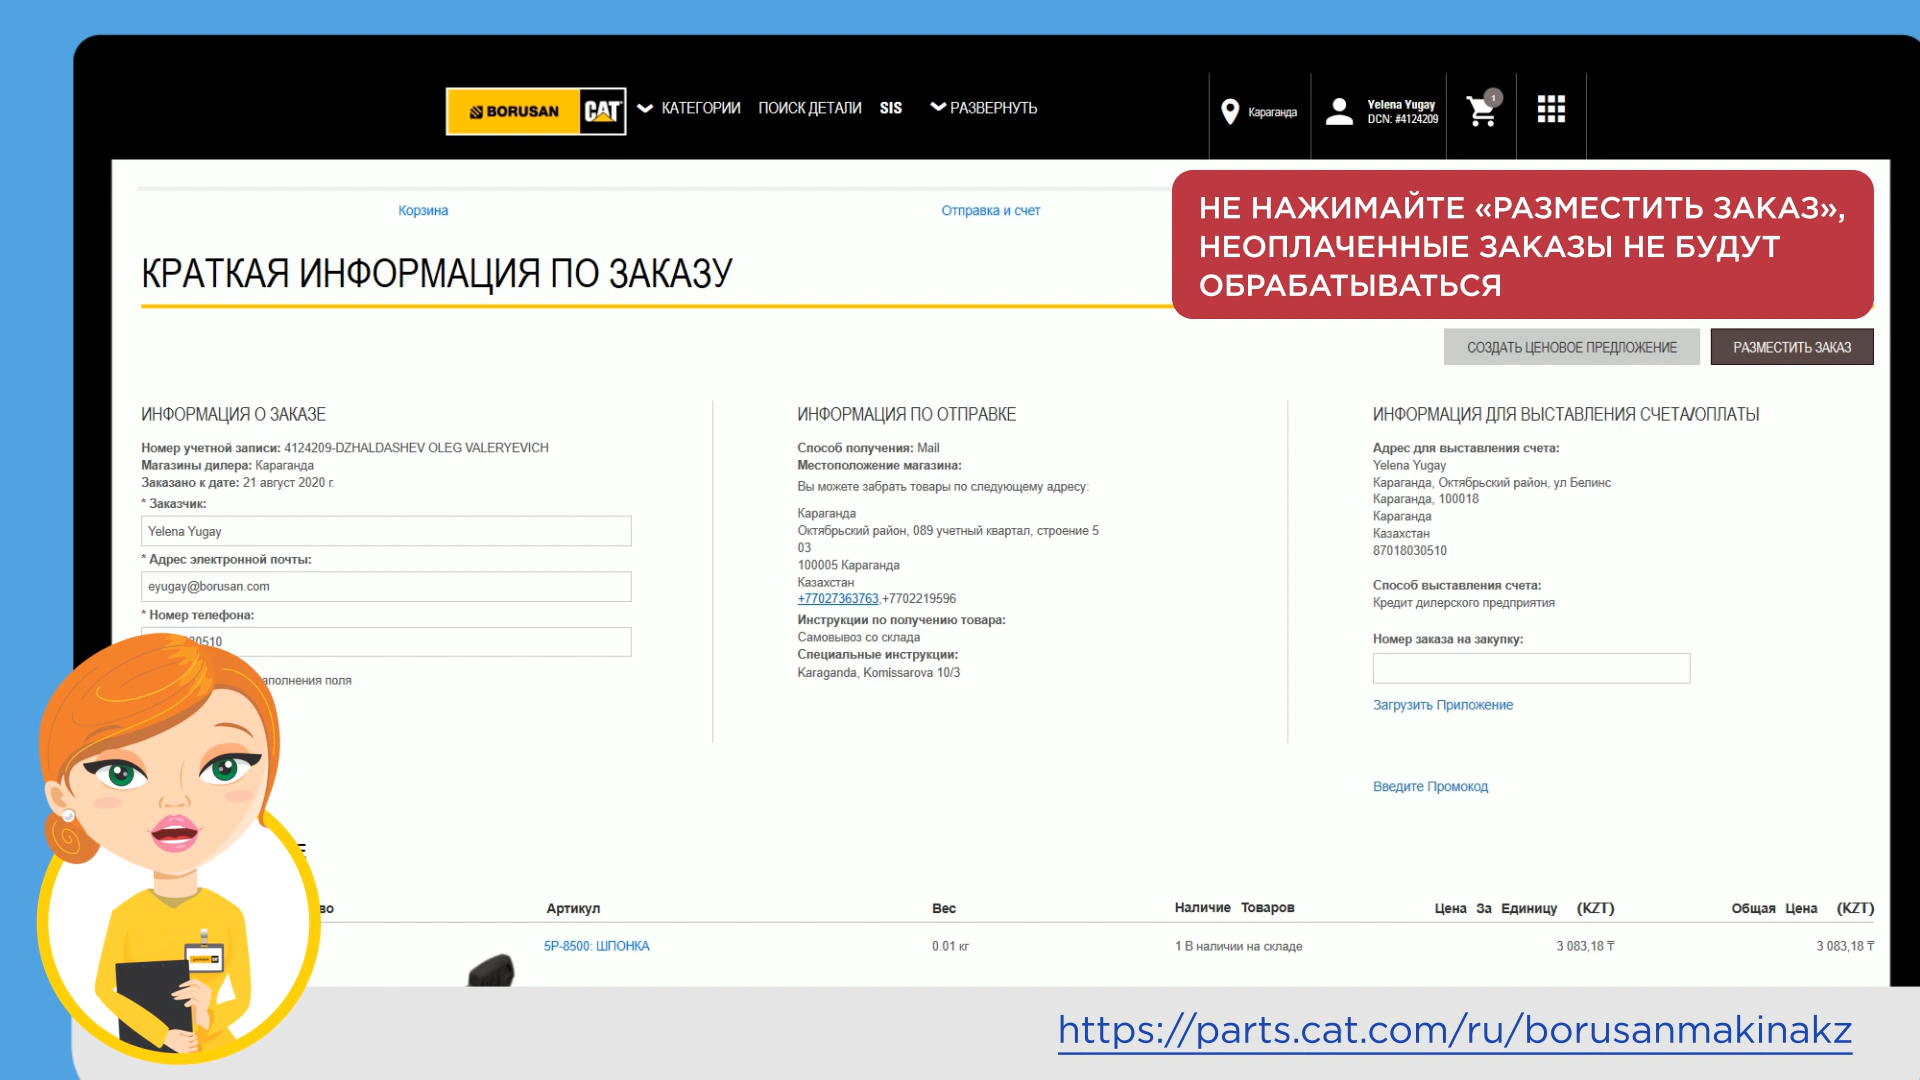 BORUSAN CAT КАТЕГОРИИ ПОИСК ДЕТАЛИ SIS РАЗВЕРНУТЬ
Караганда
Yelena Yugay
DCN: #4124209
1
Корзина
Отправка и счет
НЕ НАЖИМАЙТЕ «РАЗМЕСТИТЬ ЗАКАЗ»,
НЕОПЛАЧЕННЫЕ ЗАКАЗЫ НЕ БУДУТ
ОБРАБАТЫВАТЬСЯ
КРАТКАЯ ИНФОРМАЦИЯ ПО ЗАКАЗУ
СОЗДАТЬ ЦЕНОВОЕ ПРЕДЛОЖЕНИЕ
РАЗМЕСТИТЬ ЗАКАЗ
ИНФОРМАЦИЯ О ЗАКАЗЕ
Номер учетной записи: 4124209-DZHALDASHEV OLEG VALERYEVICH
Магазины дилера: Караганда
Заказано к дате: 21 август 2020 г.
* Заказчик:
Yelena Yugay
* Адрес электронной почты:
eyugay@borusan.com
* Номер телефона:
30510
аполнения поля
ИНФОРМАЦИЯ ПО ОТПРАВКЕ
Способ получения: Mail
Местоположение магазина:
Вы можете забрать товары по следующему адресу:
Караганда
Октябрьский район, 089 учетный квартал, строение 5
03
100005 Караганда
Казахстан
+77027363763,+7702219596
Инструкции по получению товара:
Самовывоз со склада
Специальные инструкции:
Karaganda, Komissarova 10/3
ИНФОРМАЦИЯ ДЛЯ ВЫСТАВЛЕНИЯ СЧЕТА/ОПЛАТЫ
Адрес для выставления счета:
Yelena Yugay
Караганда, Октябрьский район, ул Белинс
Караганда, 100018
Караганда
Казахстан
87018030510
Способ выставления счета:
Кредит дилерского предприятия
Номер заказа на закупку:
Загрузить Приложение
Введите Промокод
во Артикул Вес Наличие Товаров Цена За Единицу (KZT) Общая Цена (KZT)
5P-8500: ШПОНКА 0.01 кг 1 В наличии на складе 3 083,18 ₸ 3 083,18 ₸
https://parts.cat.com/ru/borusanmakinakz